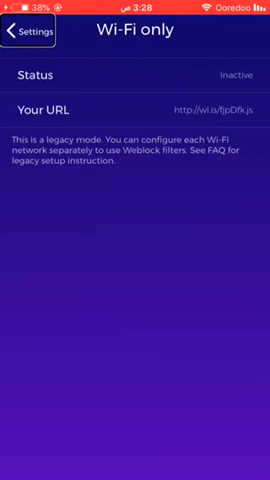 38% 3:28 ص Ooredoo
Settings
Wi-Fi only
Status Inactive
Your URL http://wl.is/fjpDfk.js
This is a legacy mode. You can configure each Wi-Fi
network separately to use Weblock filters. See FAQ for
legacy setup instruction.